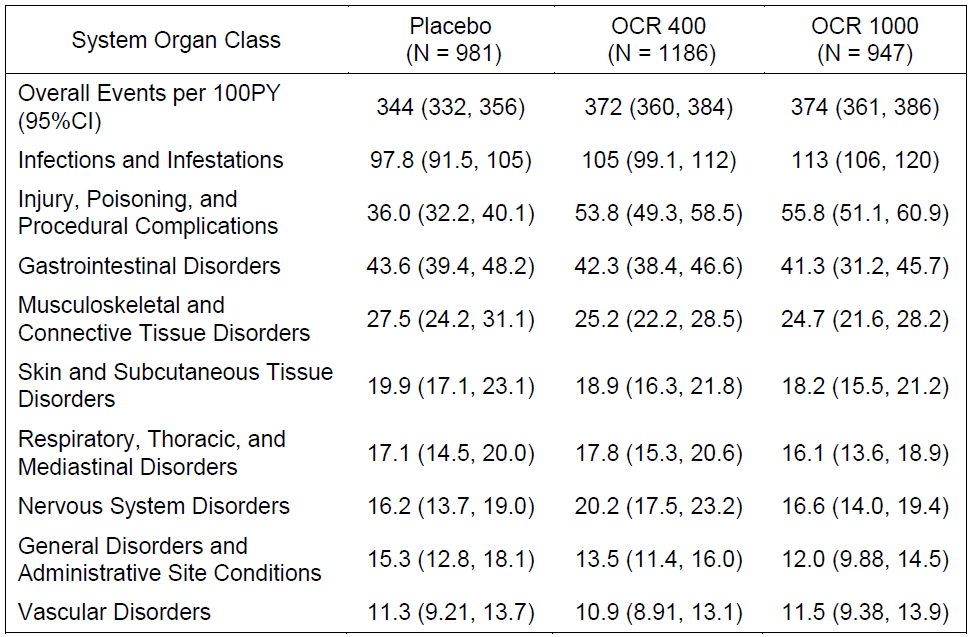 System Organ Class Placebo (N = 981) OCR 400 (N = 1186) OCR 1000 (N = 947)
Overall Events per 100PY (95%CI) 344 (332, 356) 372 (360, 384) 374 (361, 386)
Infections and Infestations 97.8 (91.5, 105) 105 (99.1, 112) 113 (106, 120)
Injury, Poisoning, and Procedural Complications 36.0 (32.2, 40.1) 53.8 (49.3, 58.5) 55.8 (51.1, 60.9)
Gastrointestinal Disorders 43.6 (39.4, 48.2) 42.3 (38.4, 46.6) 41.3 (31.2, 45.7)
Musculoskeletal and Connective Tissue Disorders 27.5 (24.2, 31.1) 25.2 (22.2, 28.5) 24.7 (21.6, 28.2)
Skin and Subcutaneous Tissue Disorders 19.9 (17.1, 23.1) 18.9 (16.3, 21.8) 18.2 (15.5, 21.2)
Respiratory, Thoracic, and Mediastinal Disorders 17.1 (14.5, 20.0) 17.8 (15.3, 20.6) 16.1 (13.6, 18.9)
Nervous System Disorders 16.2 (13.7, 19.0) 20.2 (17.5, 23.2) 16.6 (14.0, 19.4)
General Disorders and Administrative Site Conditions 15.3 (12.8, 18.1) 13.5 (11.4, 16.0) 12.0 (9.88, 14.5)
Vascular Disorders 11.3 (9.21, 13.7) 10.9 (8.91, 13.1) 11.5 (9.38, 13.9)